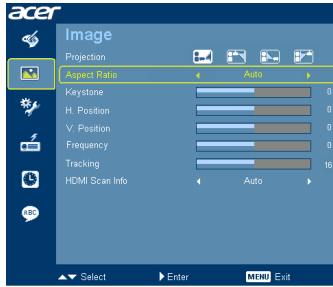 acer
Image
Projection
Aspect Ratio Auto
Keystone 0
H. Position 0
V. Position 0
Frequency 0
Tracking 16
HDMI Scan Info Auto
ABC
Select Enter MENU Exit